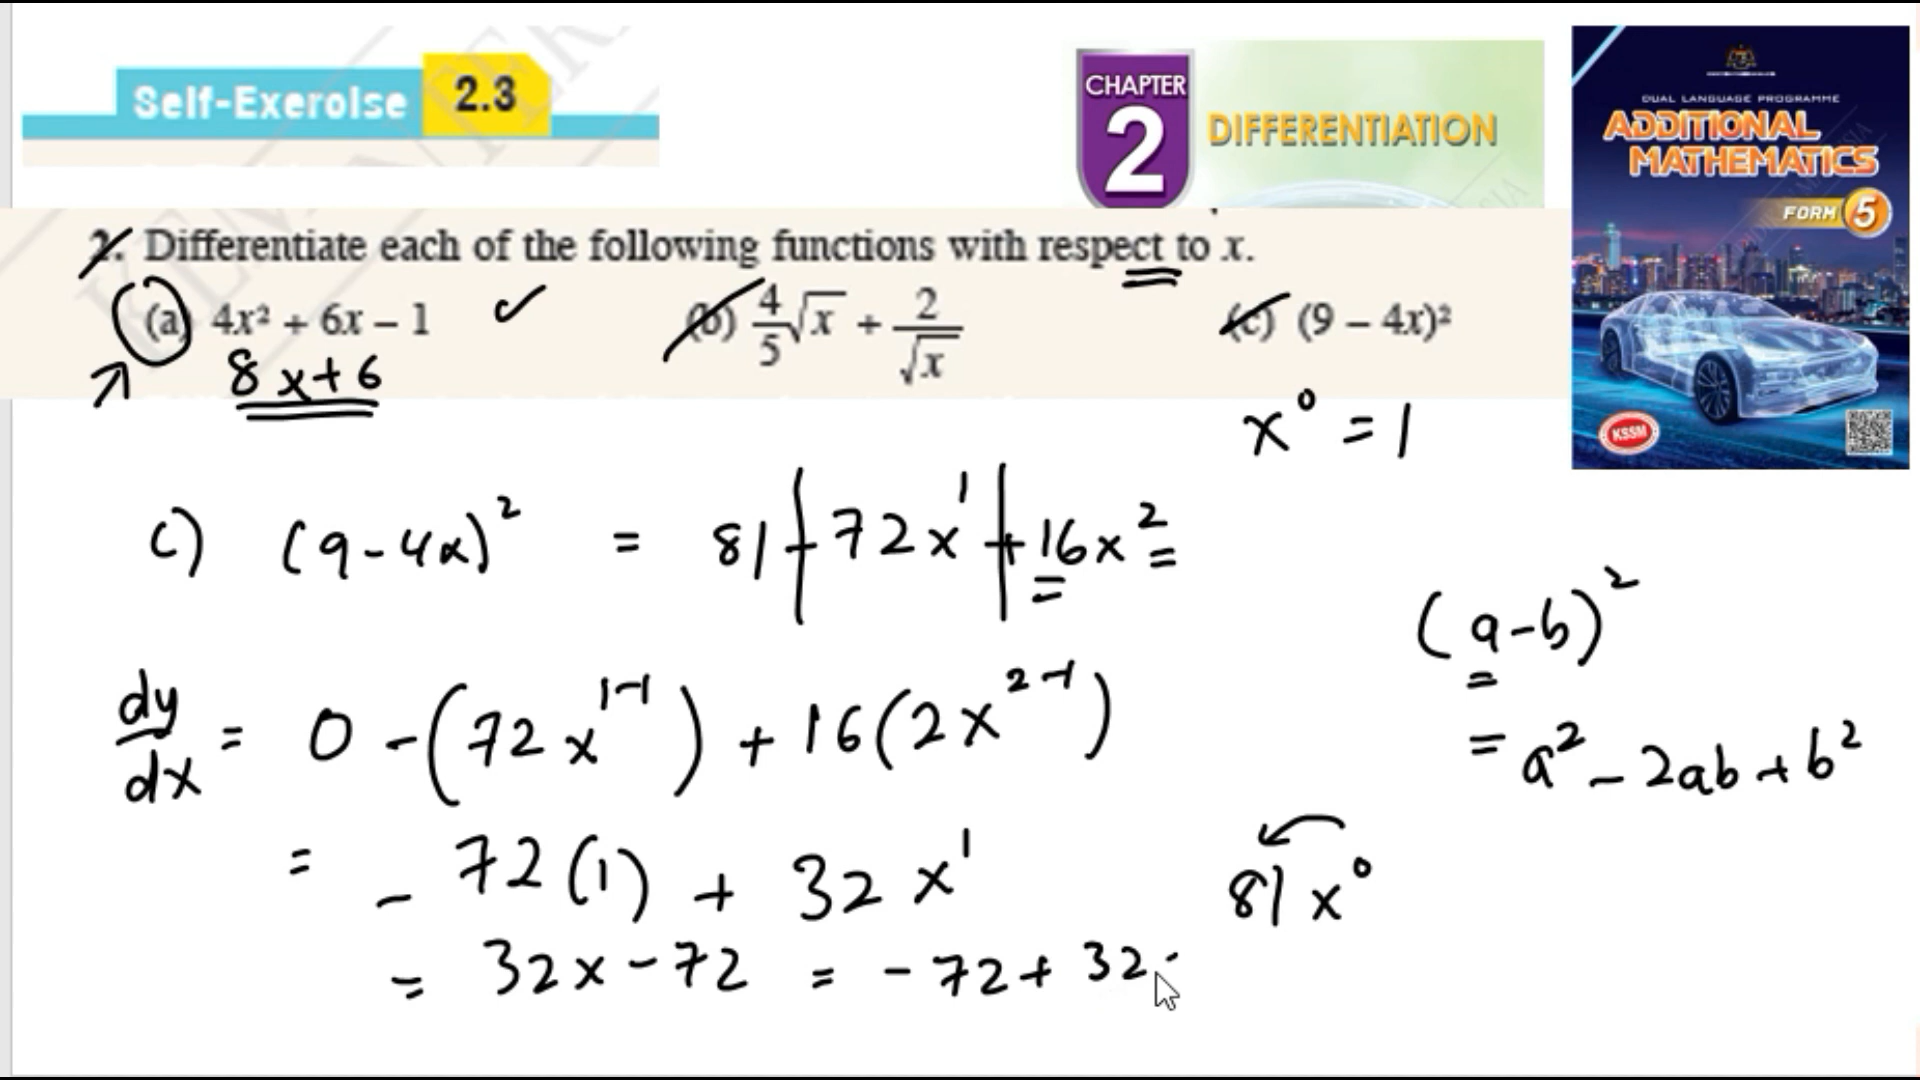 Self-Exercise 2.3
CHAPTER 2 DIFFERENTIATION
DUAL LANGUAGE PROGRAMME
ADDITIONAL
MATHEMATICS
FORM 5
KSSM
2. Differentiate each of the following functions with respect to x.
(a) 4x² + 6x – 1 ✓ (b) 4/5 √x + 2/√x (c) (9 – 4x)²
8x+6
x⁰ = 1
c) (9-4x)² = 81 - 72x¹ + 16x²
(a-b)²
= a² - 2ab + b²
dy/dx = 0 - (72x¹⁻¹) + 16(2x²⁻¹)
= - 72(1) + 32x¹
81x⁰
= 32x - 72 = - 72 + 32